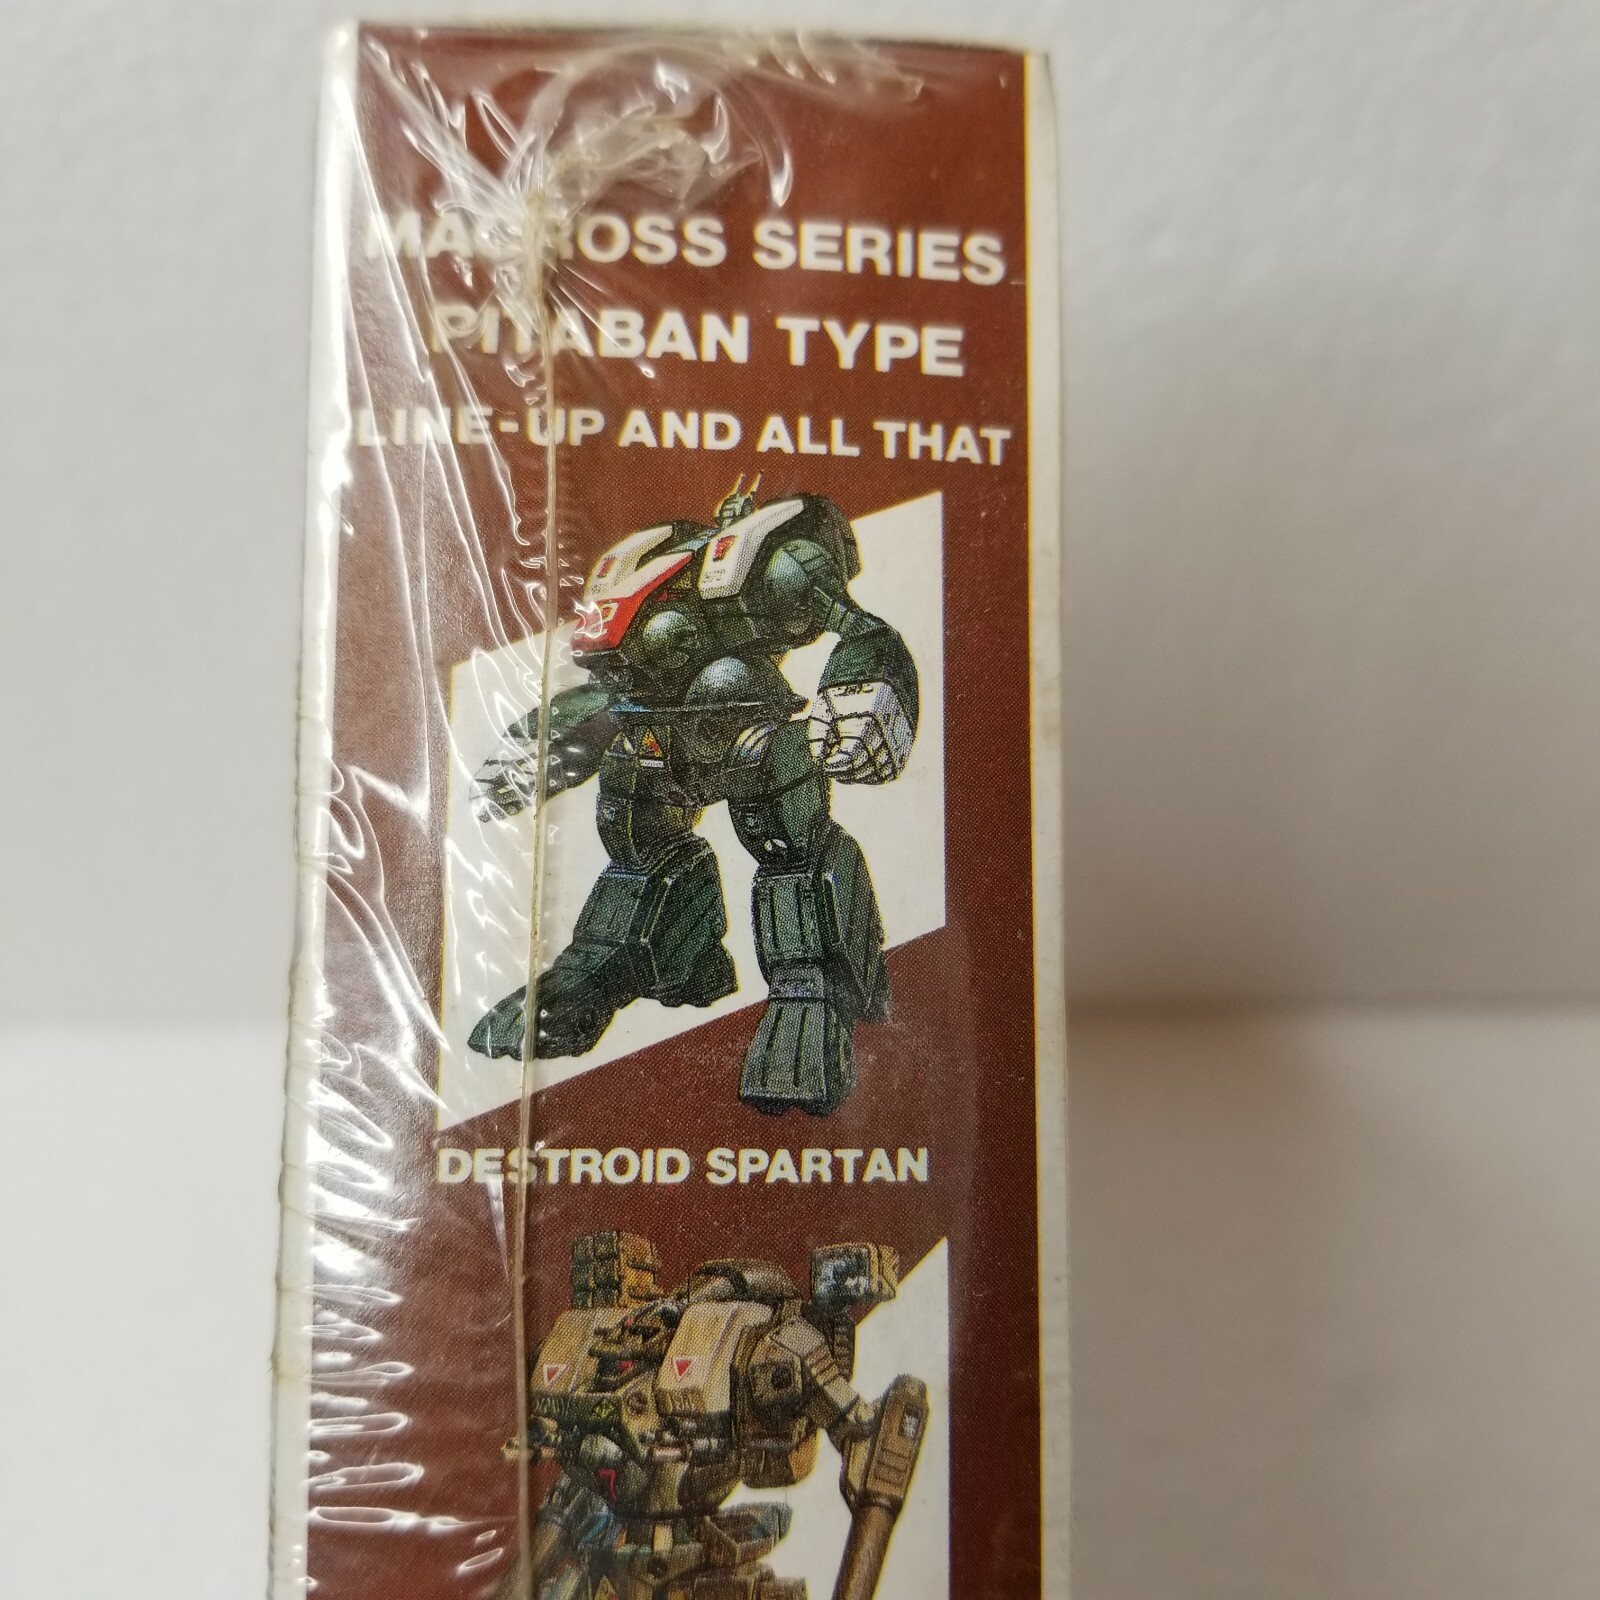 MACROSS SERIES
PITABAN TYPE
LINE-UP AND ALL THAT
DESTROID SPARTAN